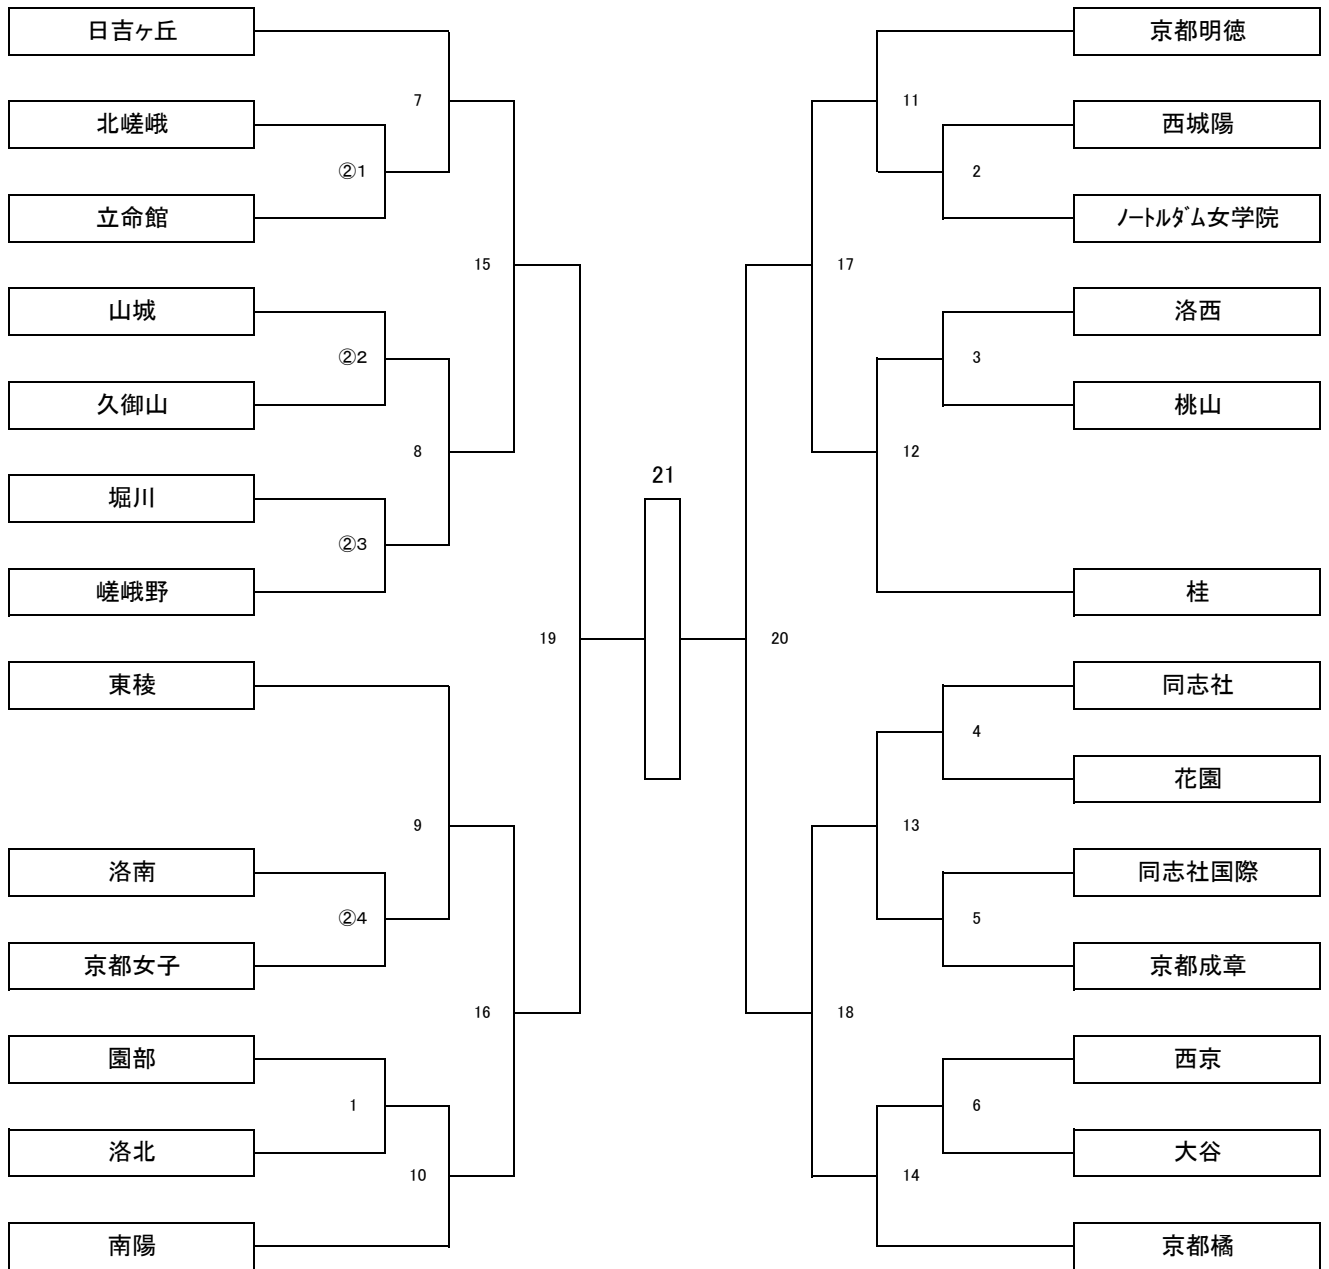 日吉ヶ丘
北嵯峨
立命館
山城
久御山
堀川
嵯峨野
東稜
洛南
京都女子
園部
洛北
南陽
②1
②2
②3
②4
1
7
8
9
10
15
16
19
21
20
17
18
11
12
13
14
2
3
4
5
6
京都明徳
西城陽
ノートルダム女学院
洛西
桃山
桂
同志社
花園
同志社国際
京都成章
西京
大谷
京都橘